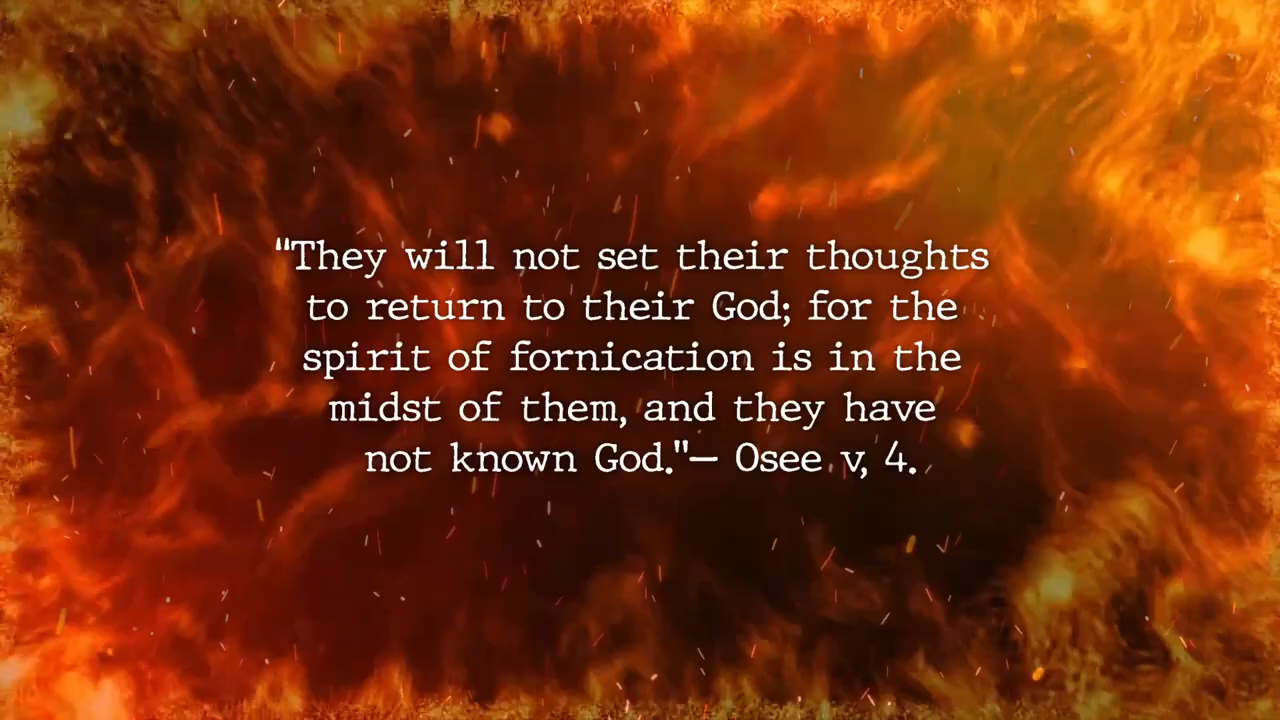 "They will not set their thoughts
to return to their God; for the
spirit of fornication is in the
midst of them, and they have
not known God."— Osee v, 4.